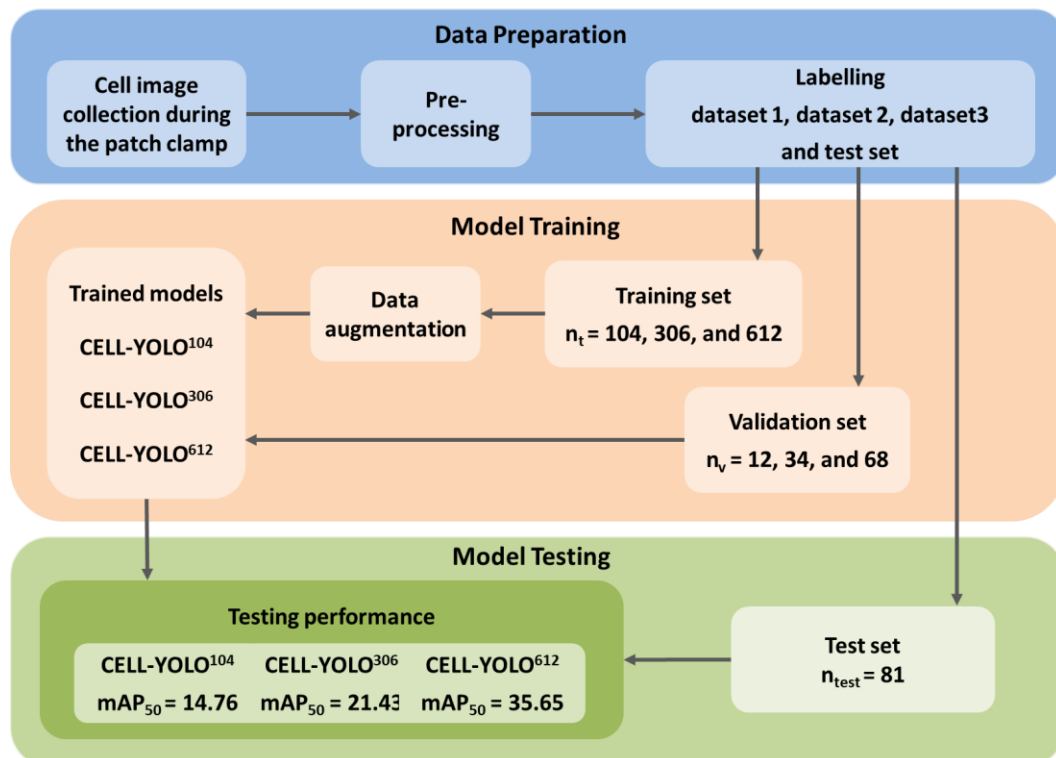 Data Preparation
Cell image
collection during
the patch clamp
Pre-
processing
Labelling
dataset 1, dataset 2, dataset3
and test set
Model Training
Trained models
CELL-YOLO¹⁰⁴
CELL-YOLO³⁰⁶
CELL-YOLO⁶¹²
Data
augmentation
Training set
nₜ = 104, 306, and 612
Validation set
nᵥ = 12, 34, and 68
Model Testing
Testing performance
CELL-YOLO¹⁰⁴ CELL-YOLO³⁰⁶ CELL-YOLO⁶¹²
mAP₅₀ = 14.76 mAP₅₀ = 21.43 mAP₅₀ = 35.65
Test set
nₜₑₛₜ = 81